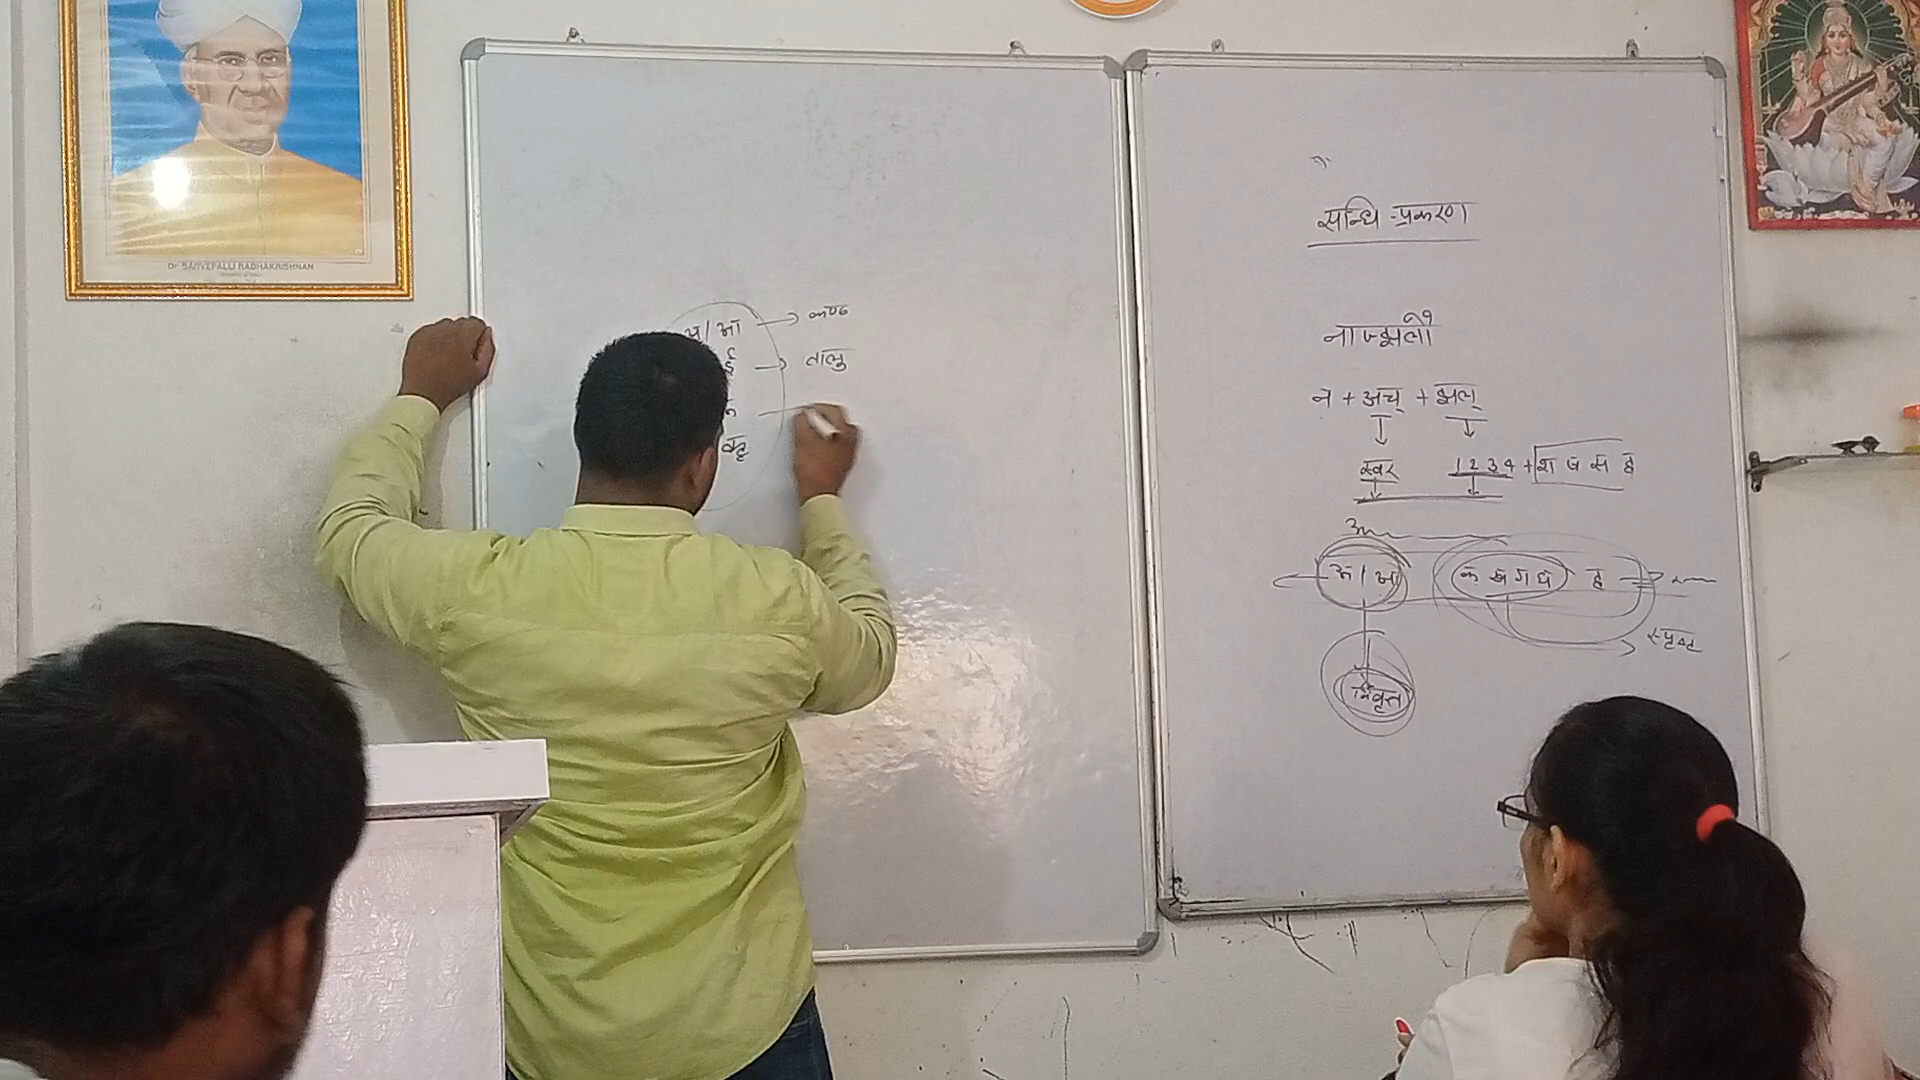 Dr. SARVEPALLI RADHAKRISHNAN
अ / आ → कण्ठ
ई → तालु
ऊ
सन्धि-प्रकरण
नाज्झलौ
न + अच् + झल्
स्वर 1 2 3 4 + श ष स ह
अ / आ क ख ग घ ह
स्पृष्ट
विवृत